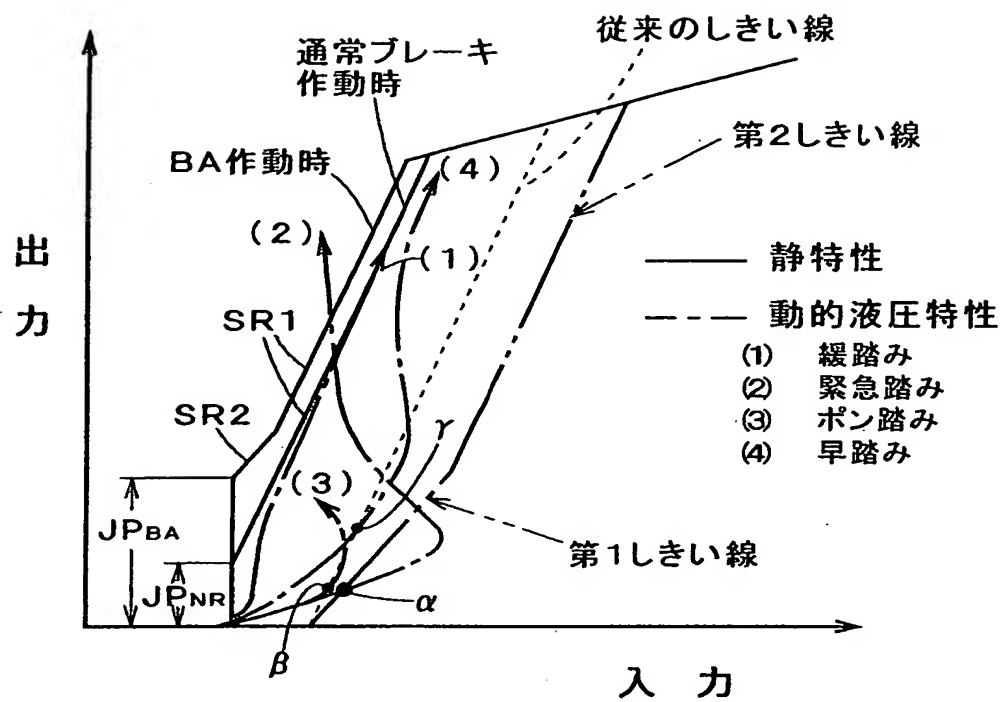 従来のしきい線
通常ブレーキ
作動時
第2しきい線
BA作動時
(4)
(2)
(1)
出
力
静特性
動的液圧特性
SR1
(1) 緩踏み
(2) 緊急踏み
(3) ポン踏み
(4) 早踏み
SR2
γ
(3)
JPBA
第1しきい線
JPNR
α
β
入 力